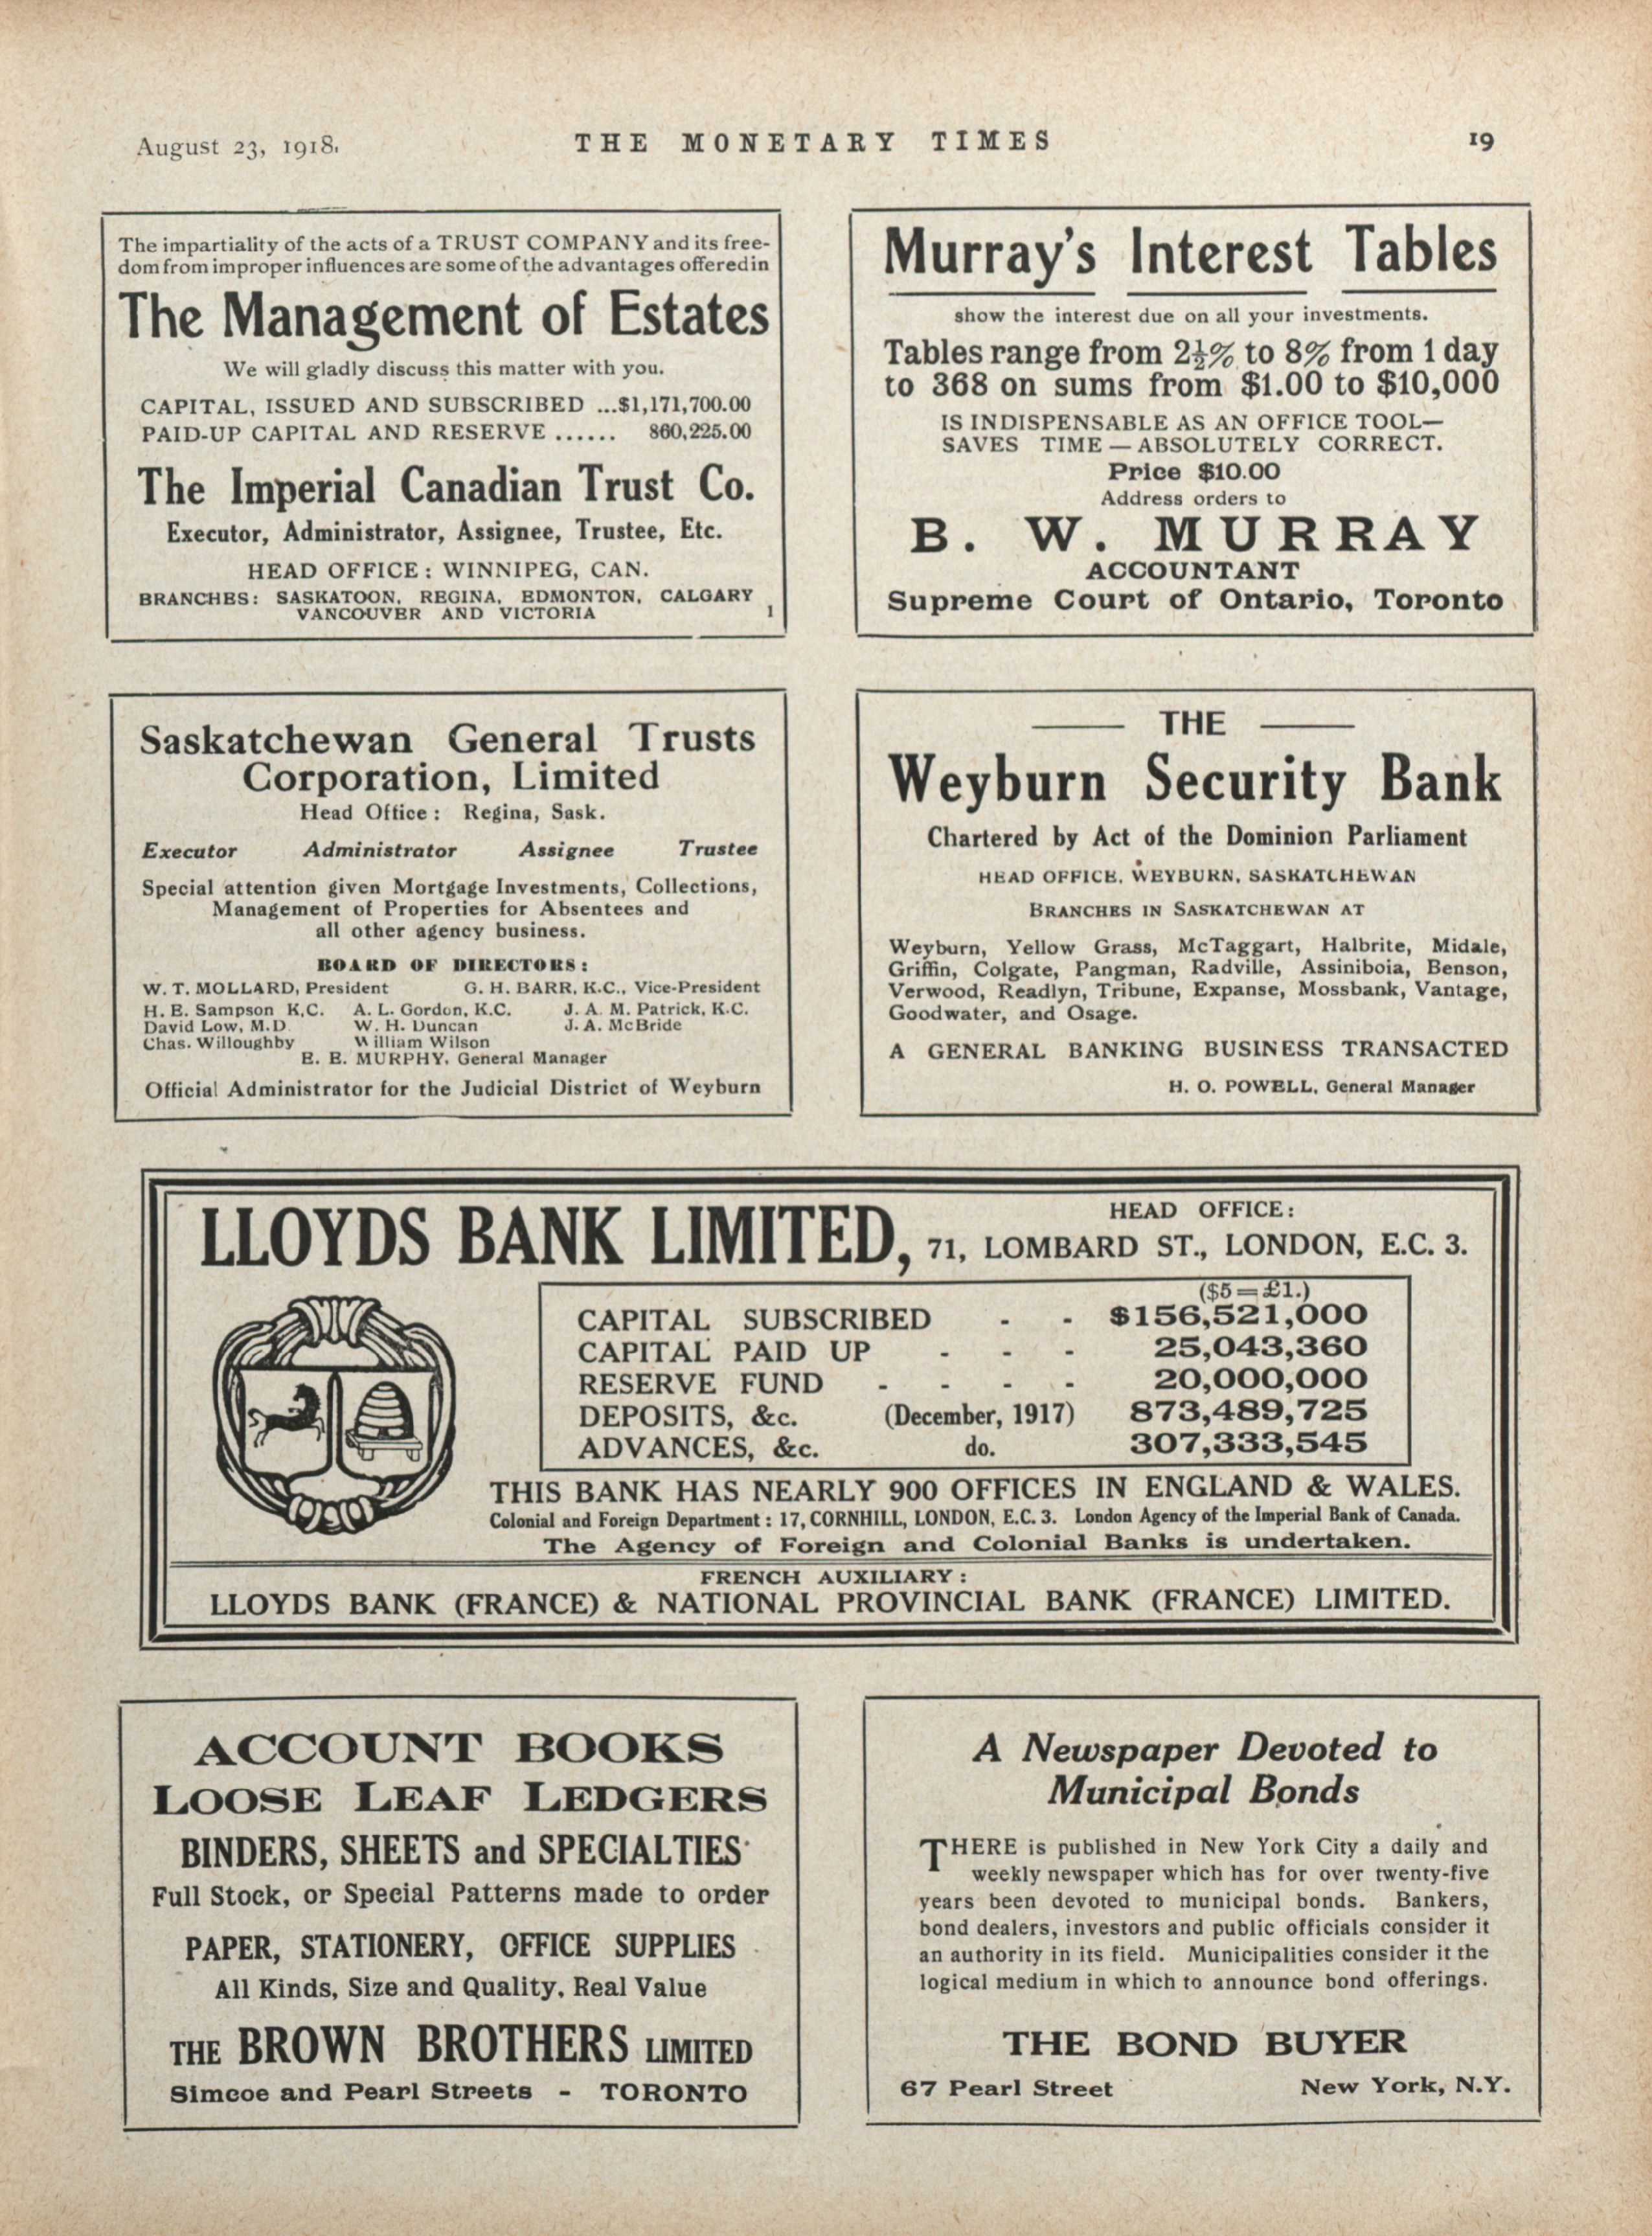 August 23, 1918.
THE MONETARY TIMES
19
The impartiality of the acts of a TRUST COMPANY and its free-
dom from improper influences are some of the advantages offered in
The Management of Estates
We will gladly discuss this matter with you.
CAPITAL, ISSUED AND SUBSCRIBED ...$1,171,700.00
PAID-UP CAPITAL AND RESERVE ...... 860,225.00
The Imperial Canadian Trust Co.
Executor, Administrator, Assignee, Trustee, Etc.
HEAD OFFICE: WINNIPEG, CAN.
BRANCHES: SASKATOON, REGINA, EDMONTON, CALGARY
VANCOUVER AND VICTORIA 1
Murray's Interest Tables
show the interest due on all your investments.
Tables range from 2½% to 8% from 1 day
to 368 on sums from $1.00 to $10,000
IS INDISPENSABLE AS AN OFFICE TOOL—
SAVES TIME — ABSOLUTELY CORRECT.
Price $10.00
Address orders to
B. W. MURRAY
ACCOUNTANT
Supreme Court of Ontario, Toronto
Saskatchewan General Trusts
Corporation, Limited
Head Office: Regina, Sask.
Executor Administrator Assignee Trustee
Special attention given Mortgage Investments, Collections,
Management of Properties for Absentees and
all other agency business.
BOARD OF DIRECTORS:
W. T. MOLLARD, President G. H. BARR, K.C., Vice-President
H. E. Sampson K.C. A. L. Gordon, K.C. J. A. M. Patrick, K.C.
David Low, M.D. W. H. Duncan J. A. McBride
Chas. Willoughby William Wilson
E. E. MURPHY, General Manager
Official Administrator for the Judicial District of Weyburn
THE
Weyburn Security Bank
Chartered by Act of the Dominion Parliament
HEAD OFFICE, WEYBURN, SASKATCHEWAN
BRANCHES IN SASKATCHEWAN AT
Weyburn, Yellow Grass, McTaggart, Halbrite, Midale,
Griffin, Colgate, Pangman, Radville, Assiniboia, Benson,
Verwood, Readlyn, Tribune, Expanse, Mossbank, Vantage,
Goodwater, and Osage.
A GENERAL BANKING BUSINESS TRANSACTED
H. O. POWELL, General Manager
LLOYDS BANK LIMITED,
HEAD OFFICE:
71, LOMBARD ST., LONDON, E.C. 3.
($5 = £1.)
CAPITAL SUBSCRIBED - - $156,521,000
CAPITAL PAID UP - - - 25,043,360
RESERVE FUND - - - - 20,000,000
DEPOSITS, &c. (December, 1917) 873,489,725
ADVANCES, &c. do. 307,333,545
THIS BANK HAS NEARLY 900 OFFICES IN ENGLAND & WALES.
Colonial and Foreign Department: 17, CORNHILL, LONDON, E.C. 3. London Agency of the Imperial Bank of Canada.
The Agency of Foreign and Colonial Banks is undertaken.
FRENCH AUXILIARY:
LLOYDS BANK (FRANCE) & NATIONAL PROVINCIAL BANK (FRANCE) LIMITED.
ACCOUNT BOOKS
LOOSE LEAF LEDGERS
BINDERS, SHEETS and SPECIALTIES
Full Stock, or Special Patterns made to order
PAPER, STATIONERY, OFFICE SUPPLIES
All Kinds, Size and Quality, Real Value
THE BROWN BROTHERS LIMITED
Simcoe and Pearl Streets - TORONTO
A Newspaper Devoted to
Municipal Bonds
THERE is published in New York City a daily and
weekly newspaper which has for over twenty-five
years been devoted to municipal bonds. Bankers,
bond dealers, investors and public officials consider it
an authority in its field. Municipalities consider it the
logical medium in which to announce bond offerings.
THE BOND BUYER
67 Pearl Street New York, N.Y.